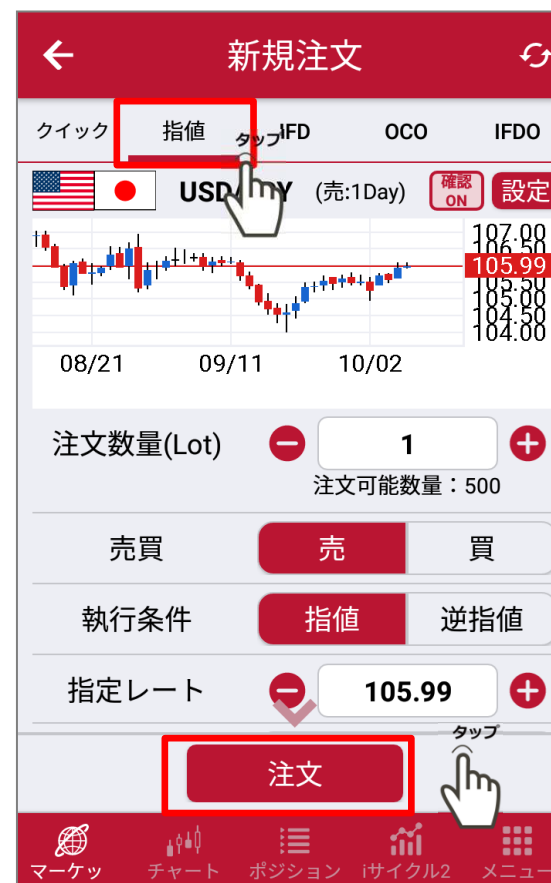 新規注文
クイック 指値 タップ IFD OCO IFDO
(売:1Day) 確認 ON 設定
107.00
106.50
105.99
105.50
105.00
104.50
104.00
08/21 09/11 10/02
注文数量(Lot) 1
注文可能数量：500
売買 売 買
執行条件 指値 逆指値
指定レート 105.99
タップ
注文
マーケッ チャート ポジション iサイクル2 メニュー